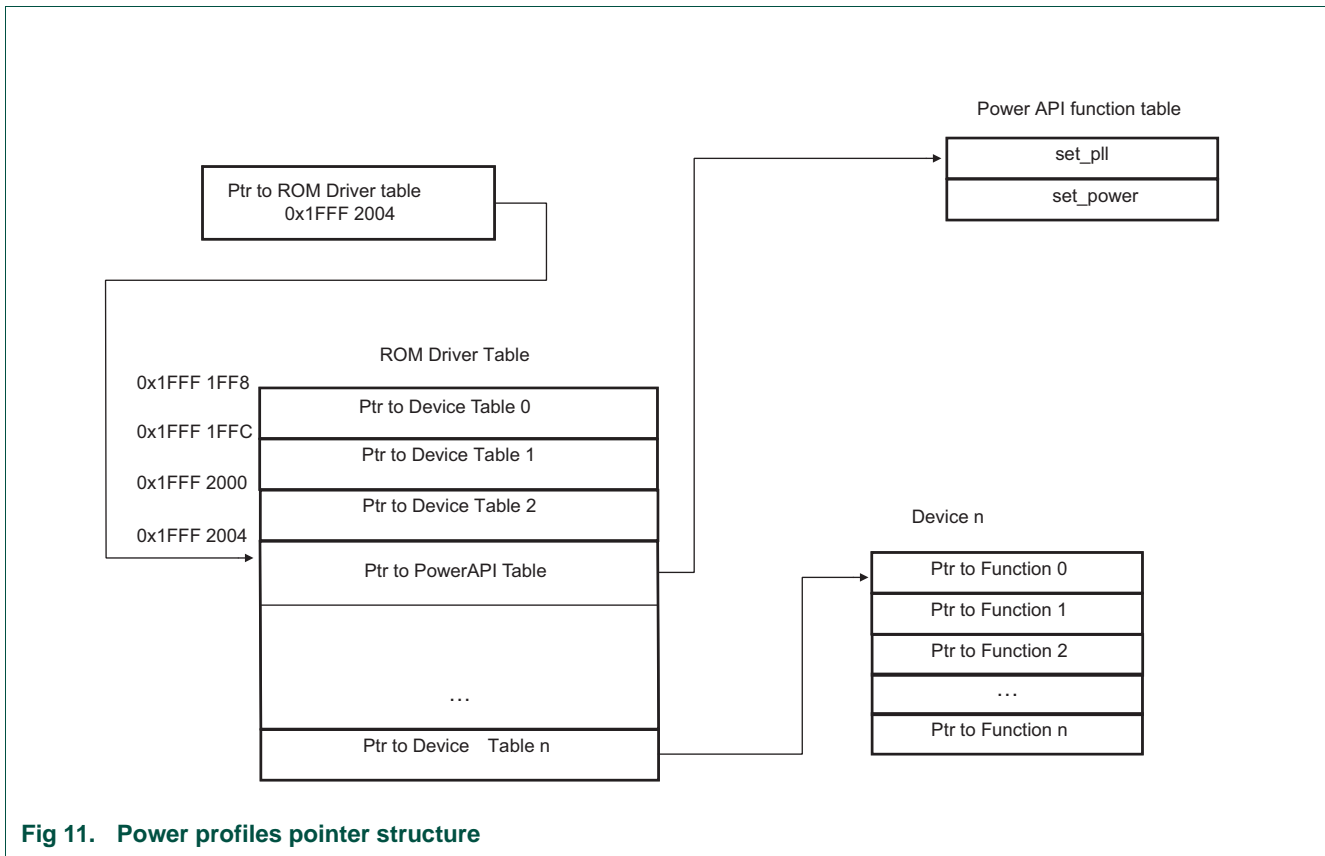 Power API function table
set_pll
set_power
Ptr to ROM Driver table
0x1FFF 2004
ROM Driver Table
0x1FFF 1FF8
Ptr to Device Table 0
0x1FFF 1FFC
Ptr to Device Table 1
0x1FFF 2000
Ptr to Device Table 2
0x1FFF 2004
Ptr to PowerAPI Table
…
Ptr to Device Table n
Device n
Ptr to Function 0
Ptr to Function 1
Ptr to Function 2
…
Ptr to Function n
Fig 11. Power profiles pointer structure